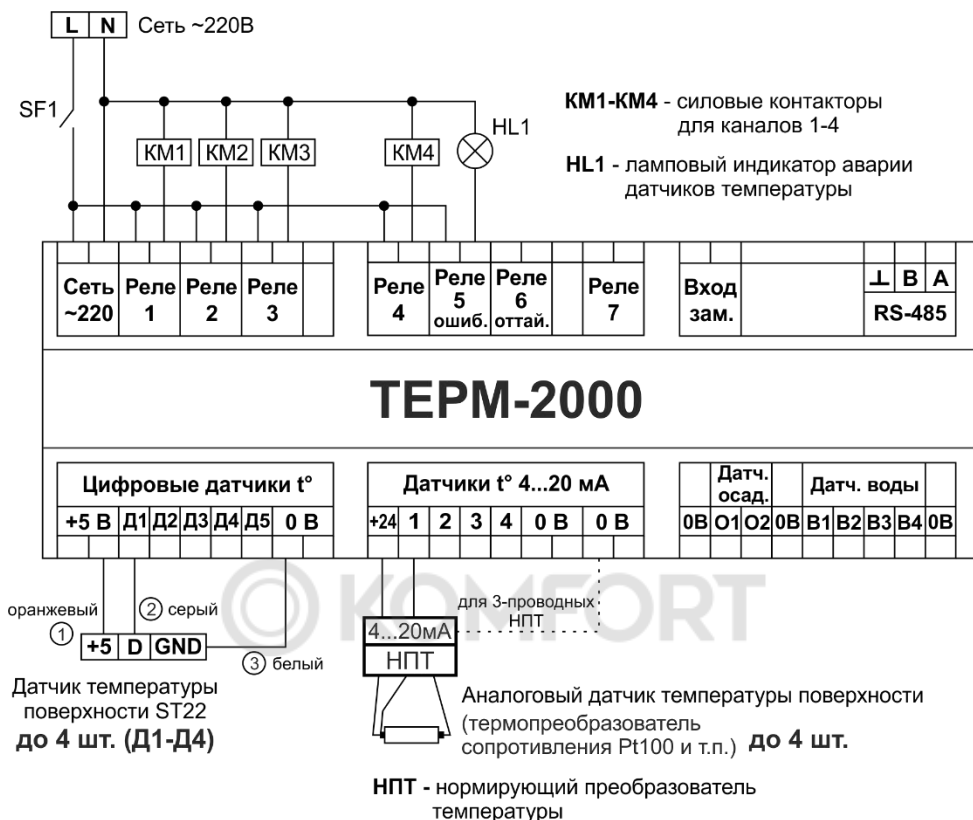 L N Сеть ~220В
SF1
КМ1 КМ2 КМ3 КМ4 HL1
КМ1-КМ4 - силовые контакторы
для каналов 1-4
HL1 - ламповый индикатор аварии
датчиков температуры
Сеть ~220
Реле 1
Реле 2
Реле 3
Реле 4
Реле 5 ошиб.
Реле 6 оттай.
Реле 7
Вход зам.
⊥ B A
RS-485
ТЕРМ-2000
Цифровые датчики t°
+5 В Д1 Д2 Д3 Д4 Д5 0 В
Датчики t° 4...20 мА
+24 1 2 3 4 0 В 0 В
Датч. осад.
Датч. воды
0В О1 О2 0В В1 В2 В3 В4 0В
KOMFORT
оранжевый
① ② серый
+5 D GND
③ белый
Датчик температуры
поверхности ST22
до 4 шт. (Д1-Д4)
для 3-проводных
НПТ
4...20мА
НПТ
Аналоговый датчик температуры поверхности
(термопреобразователь
сопротивления Pt100 и т.п.) до 4 шт.
НПТ - нормирующий преобразователь
температуры